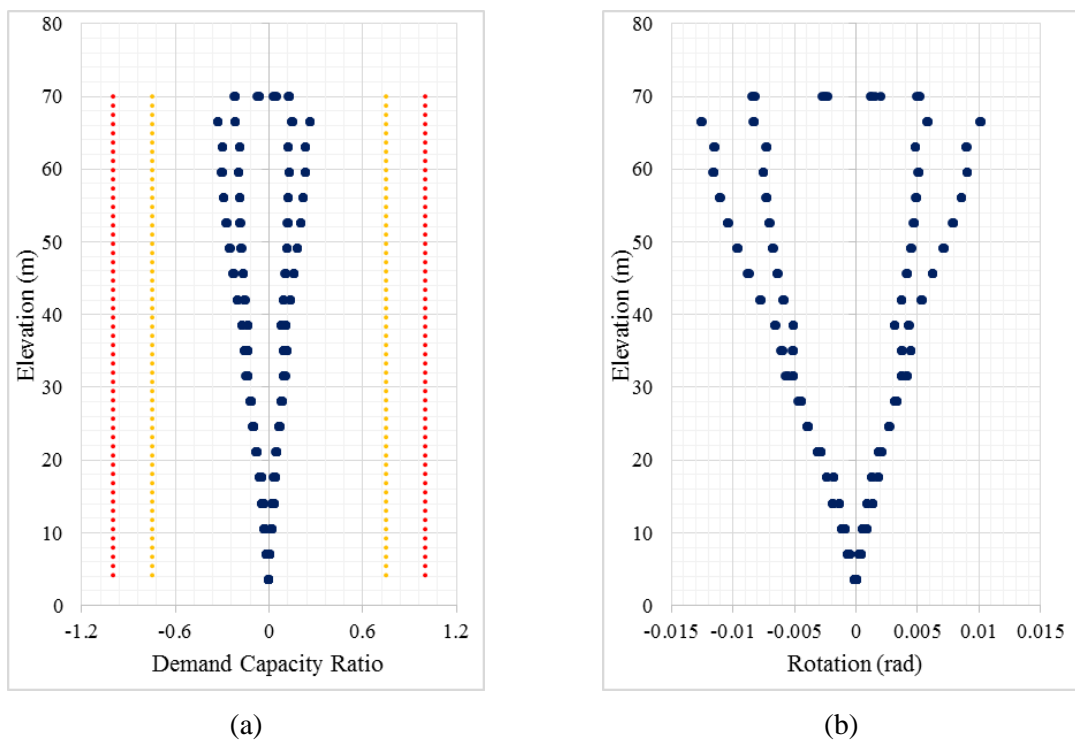 80
70
60
50
40
30
20
10
0
Elevation (m)
-1.2 -0.6 0 0.6 1.2
Demand Capacity Ratio
(a)
80
70
60
50
40
30
20
10
0
Elevation (m)
-0.015 -0.01 -0.005 0 0.005 0.01 0.015
Rotation (rad)
(b)